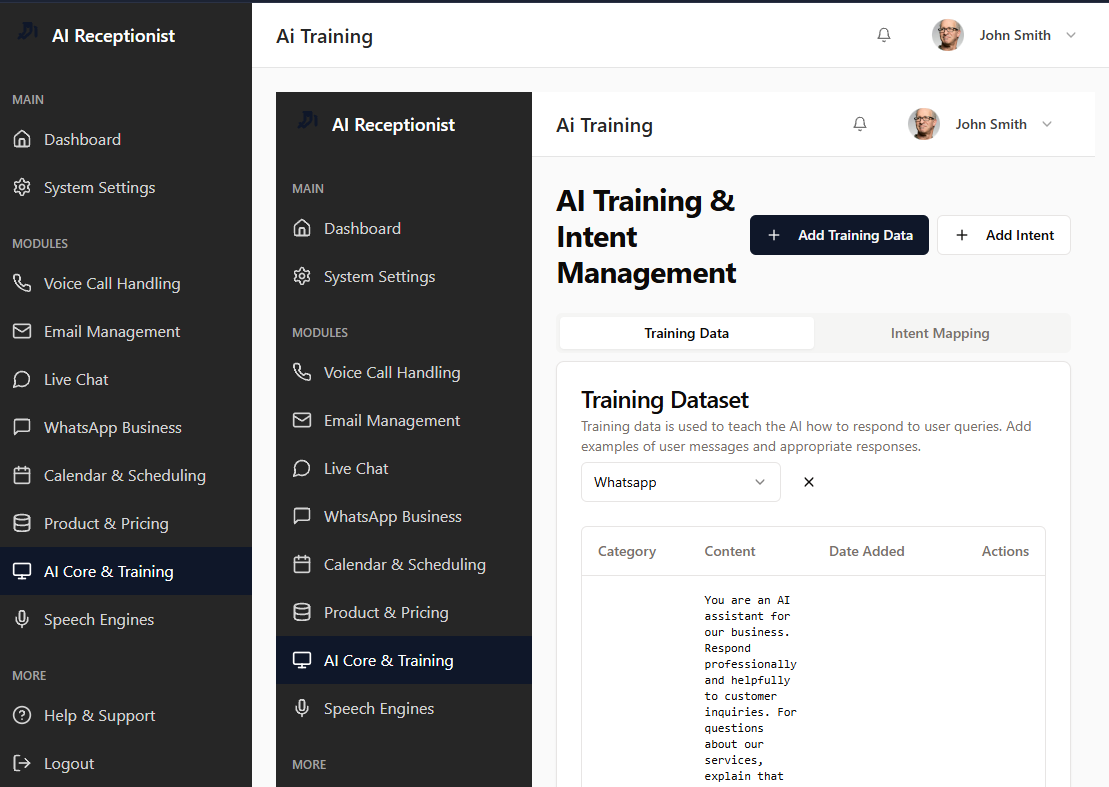 AI Receptionist
MAIN
Dashboard
System Settings
MODULES
Voice Call Handling
Email Management
Live Chat
WhatsApp Business
Calendar & Scheduling
Product & Pricing
AI Core & Training
Speech Engines
MORE
Help & Support
Logout
Ai Training
John Smith
AI Receptionist
MAIN
Dashboard
System Settings
MODULES
Voice Call Handling
Email Management
Live Chat
WhatsApp Business
Calendar & Scheduling
Product & Pricing
AI Core & Training
Speech Engines
MORE
Ai Training
John Smith
AI Training &
Intent
Management
Add Training Data
Add Intent
Training Data
Intent Mapping
Training Dataset
Training data is used to teach the AI how to respond to user queries. Add
examples of user messages and appropriate responses.
Whatsapp
Category Content Date Added Actions
You are an AI
assistant for
our business.
Respond
professionally
and helpfully
to customer
inquiries. For
questions
about our
services,
explain that